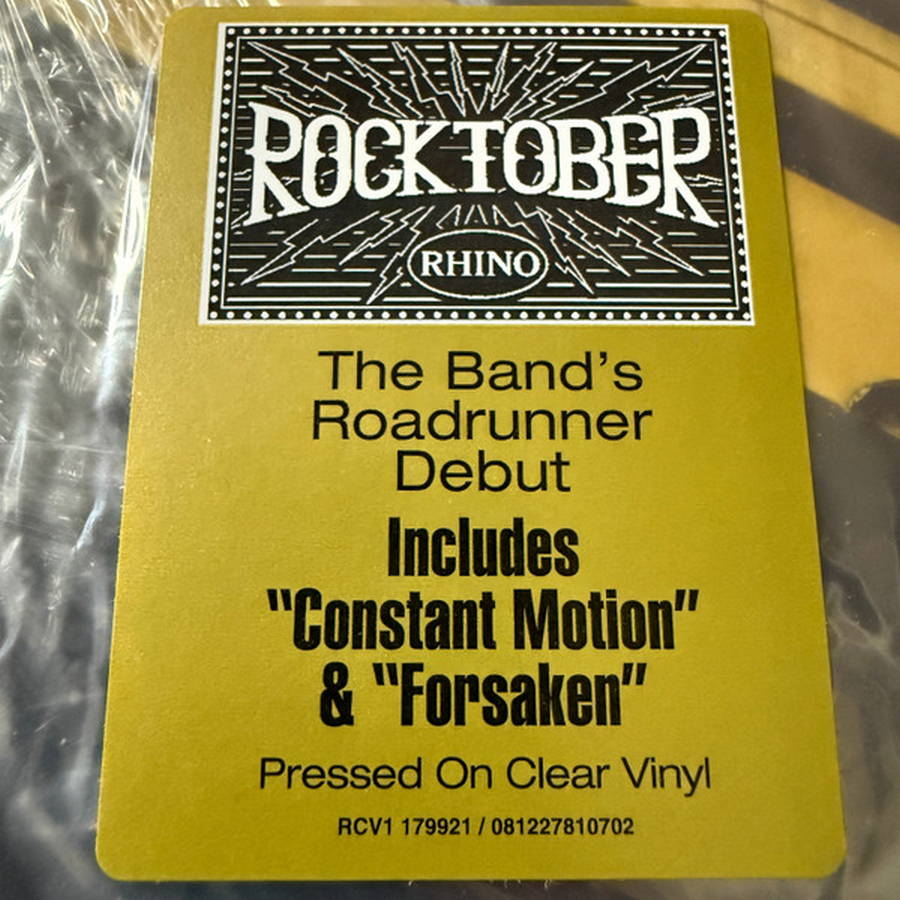 ROCKTOBER
RHINO
The Band's
Roadrunner
Debut
Includes
"Constant Motion"
& "Forsaken"
Pressed On Clear Vinyl
RCV1 179921 / 081227810702